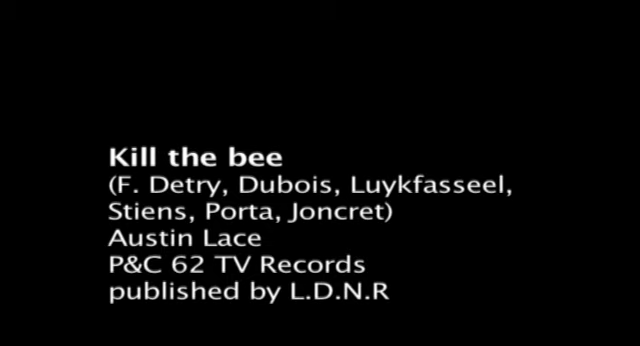 Kill the bee
(F. Detry, Dubois, Luykfasseel,
Stiens, Porta, Joncret)
Austin Lace
P&C 62 TV Records
published by L.D.N.R